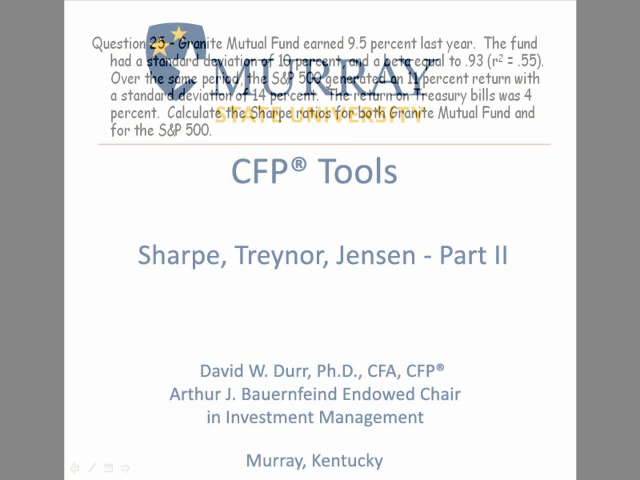 Question 25 - Granite Mutual Fund earned 9.5 percent last year. The fund
had a standard deviation of 10 percent and a beta equal to .93 (r² = .55).
Over the same period, the S&P 500 generated an 11 percent return with
a standard deviation of 14 percent. The return on Treasury bills was 4
percent. Calculate the Sharpe ratios for both Granite Mutual Fund and
for the S&P 500.
MURRAY
STATE UNIVERSITY
CFP® Tools
Sharpe, Treynor, Jensen - Part II
David W. Durr, Ph.D., CFA, CFP®
Arthur J. Bauernfeind Endowed Chair
in Investment Management
Murray, Kentucky